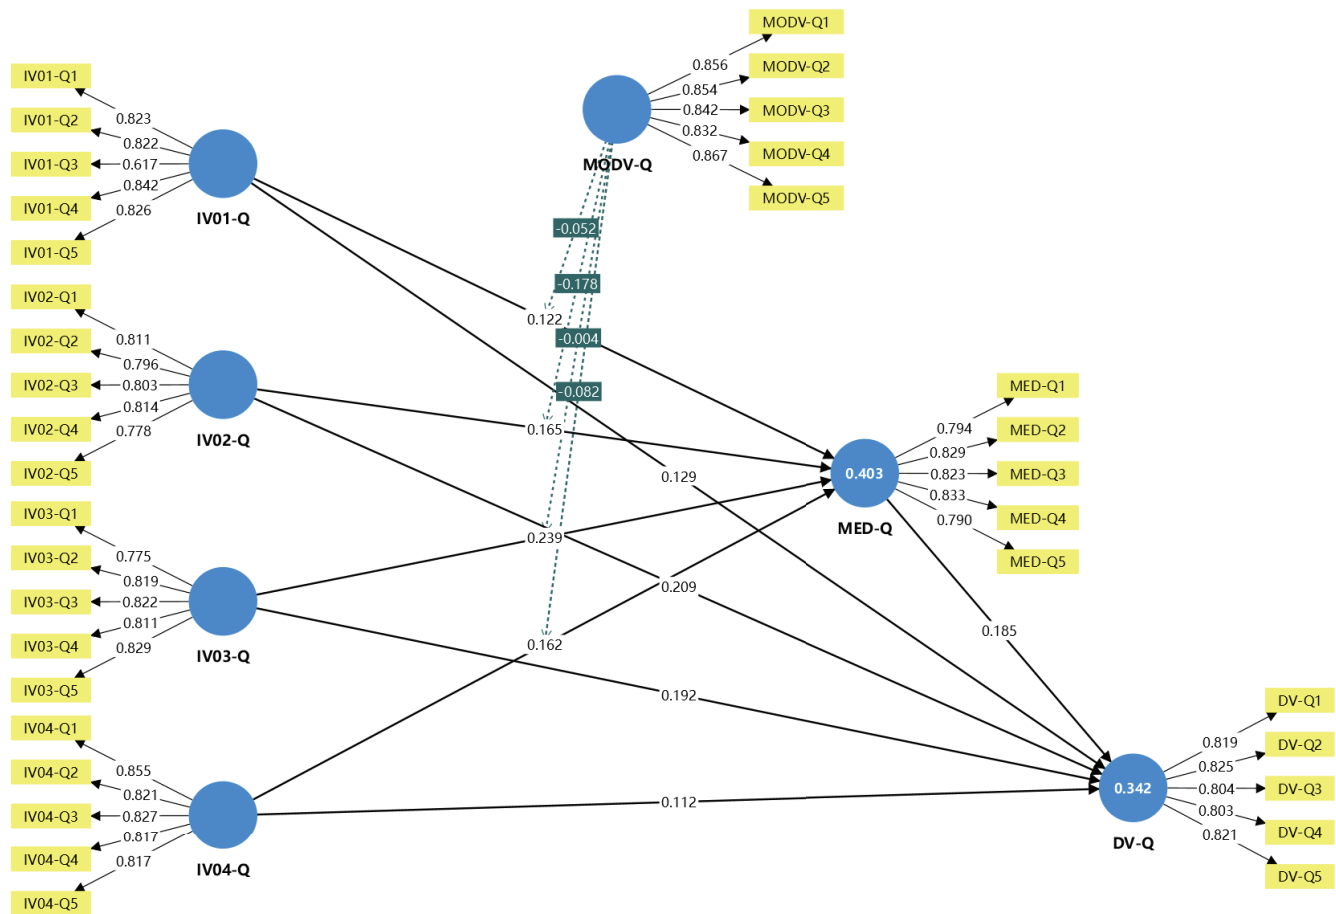 MODV-Q1
MODV-Q2
MODV-Q3
MODV-Q4
MODV-Q5
0.856
0.854
0.842
0.832
0.867
MODV-Q
IV01-Q1
IV01-Q2
IV01-Q3
IV01-Q4
IV01-Q5
0.823
0.822
0.617
0.842
0.826
IV01-Q
IV02-Q1
IV02-Q2
IV02-Q3
IV02-Q4
IV02-Q5
0.811
0.796
0.803
0.814
0.778
IV02-Q
IV03-Q1
IV03-Q2
IV03-Q3
IV03-Q4
IV03-Q5
0.775
0.819
0.822
0.811
0.829
IV03-Q
IV04-Q1
IV04-Q2
IV04-Q3
IV04-Q4
IV04-Q5
0.855
0.821
0.827
0.817
0.817
IV04-Q
-0.052
-0.178
-0.004
-0.082
0.122
0.165
0.239
0.162
0.129
0.209
0.192
0.112
0.185
0.403
MED-Q
0.794
0.829
0.823
0.833
0.790
MED-Q1
MED-Q2
MED-Q3
MED-Q4
MED-Q5
0.342
DV-Q
0.819
0.825
0.804
0.803
0.821
DV-Q1
DV-Q2
DV-Q3
DV-Q4
DV-Q5